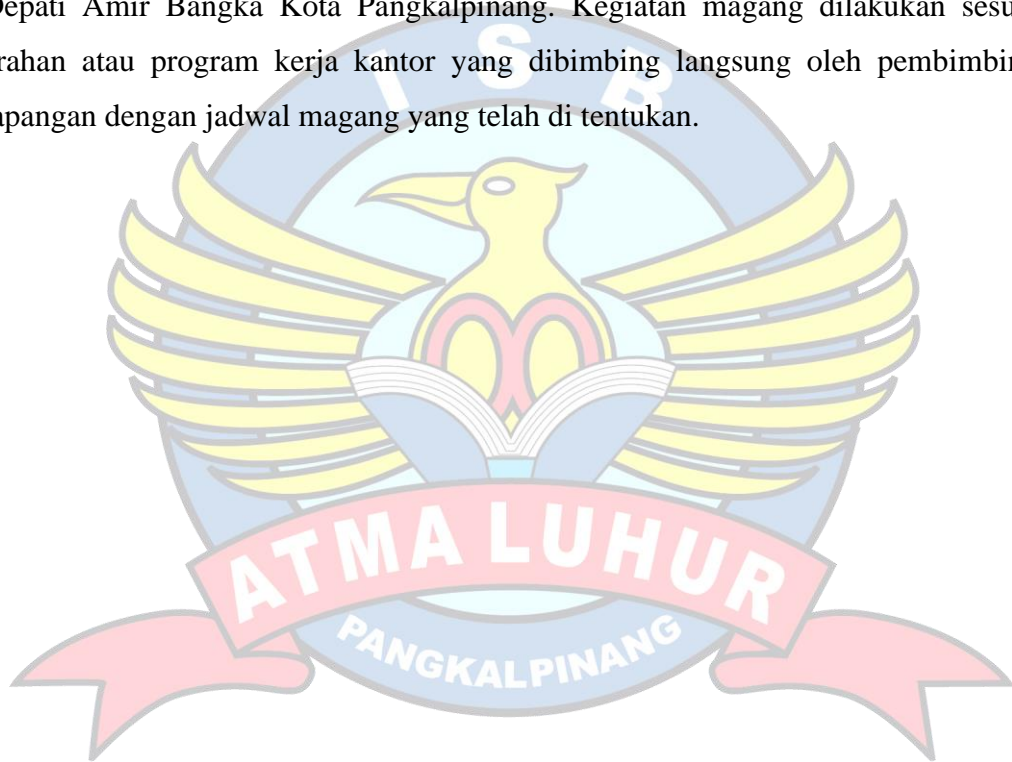 Depati Amir Bangka Kota Pangkalpinang. Kegiatan magang dilakukan sesu
rahan atau program kerja kantor yang dibimbing langsung oleh pembimbin
apangan dengan jadwal magang yang telah di tentukan.
I S B
ATMA LUHUR
PANGKALPINANG